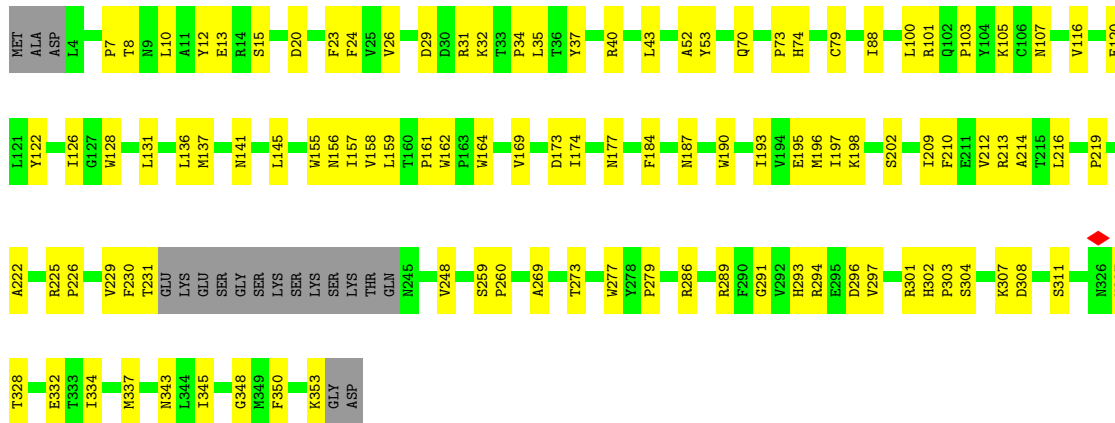 MET ALA ASP L4 P7 T8 N9 L10 A11 Y12 E13 R14 S15 D20 F23 F24 V25 V26 D29 D30 R31 K32 T33 P34 L35 T36 Y37 R40 L43 A52 Y53 Q70 P73 H74 C79 I88 L100 R101 Q102 P103 Y104 K105 C106 N107 V116
L121 Y122 I126 G127 W128 L131 L136 M137 N141 L145 W155 N156 I157 V158 L159 T160 P161 W162 P163 W164 V169 D173 I174 N177 F184 N187 W190 I193 V194 E195 M196 I197 K198 S202 I209 F210 E211 V212 R213 A214 T215 L216 P219
A222 R225 P226 V229 F230 T231 GLU LYS GLU SER GLY SER LYS SER LYS SER LYS THR GLN N245 V248 S259 P260 A269 T273 W277 Y278 P279 R286 R289 F290 G291 V292 H293 R294 E295 D296 V297 R301 H302 P303 S304 K307 D308 S311 N326
T328 E332 T333 I334 M337 N343 L344 I345 G348 M349 F350 K353 GLY ASP